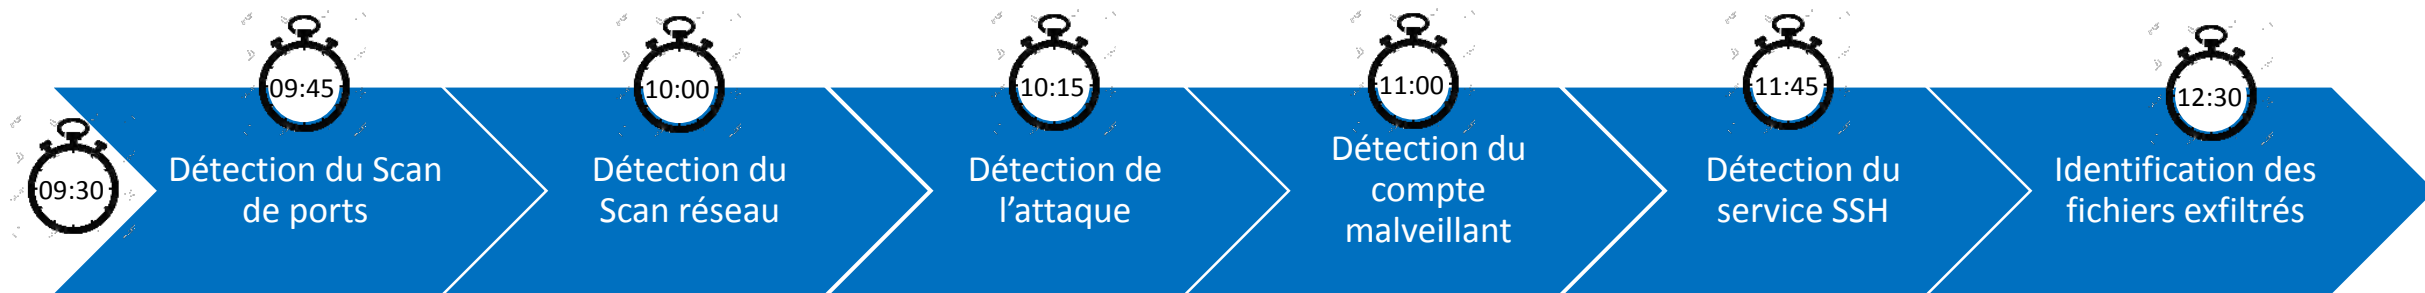 09:30
09:45
Détection du Scan
de ports
10:00
Détection du
Scan réseau
10:15
Détection de
l'attaque
11:00
Détection du
compte
malveillant
11:45
Détection du
service SSH
12:30
Identification des
fichiers exfiltrés